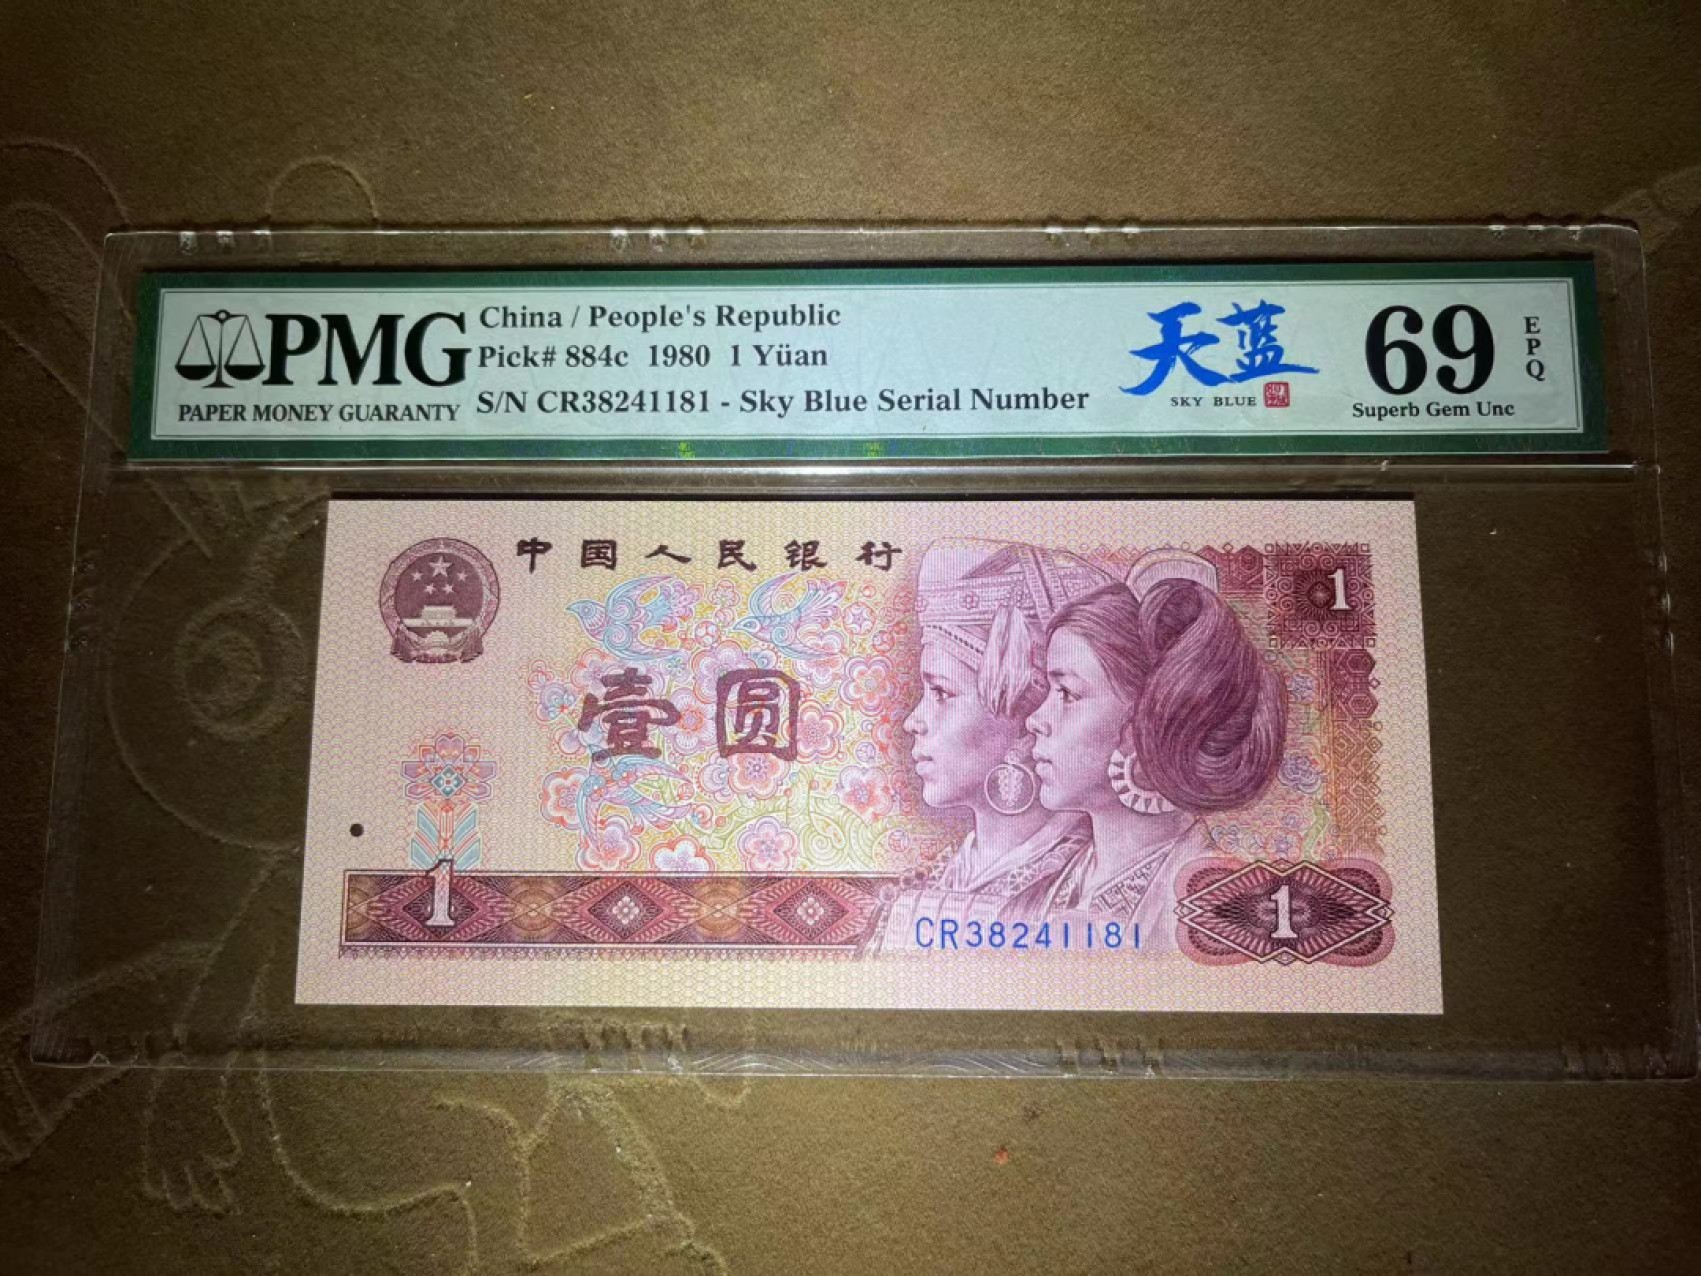 PMG
PAPER MONEY GUARANTY
China / People's Republic
Pick# 884c 1980 1 Yüan
S/N CR38241181 - Sky Blue Serial Number
天蓝
SKY BLUE
69
EPQ
Superb Gem Unc
中国人民银行
1
壹圆
1
CR38241181
1